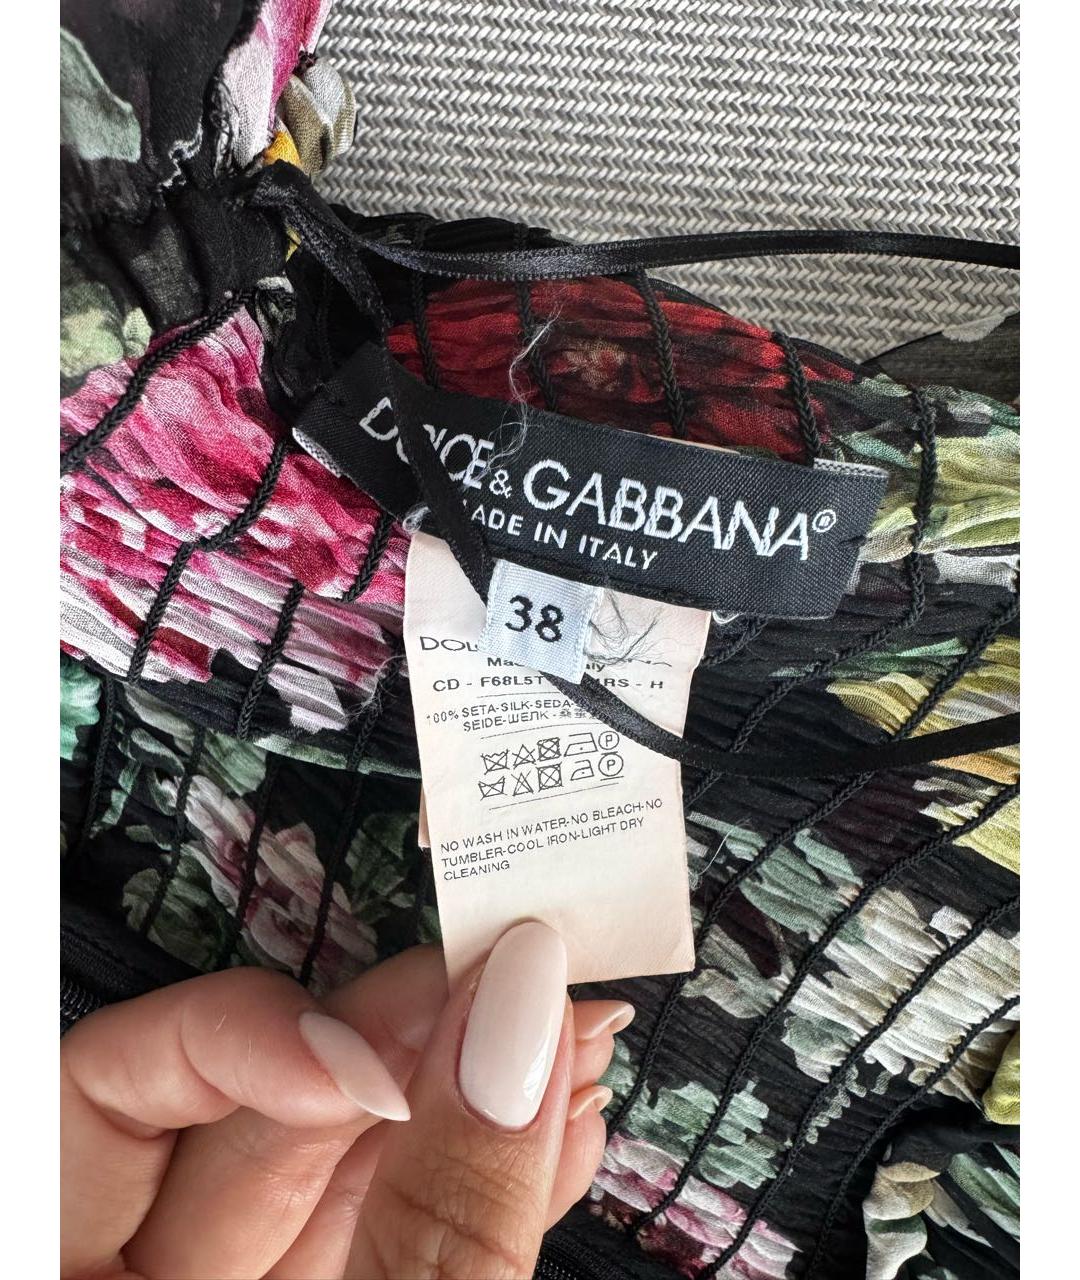 DOLCE & GABBANA®
MADE IN ITALY
38
CD - F68L5T RS - H
100% SETA-SILK-SEDA-
SEIDE-ШЕЛК -
NO WASH IN WATER-NO BLEACH-NO
TUMBLER-COOL IRON-LIGHT DRY
CLEANING